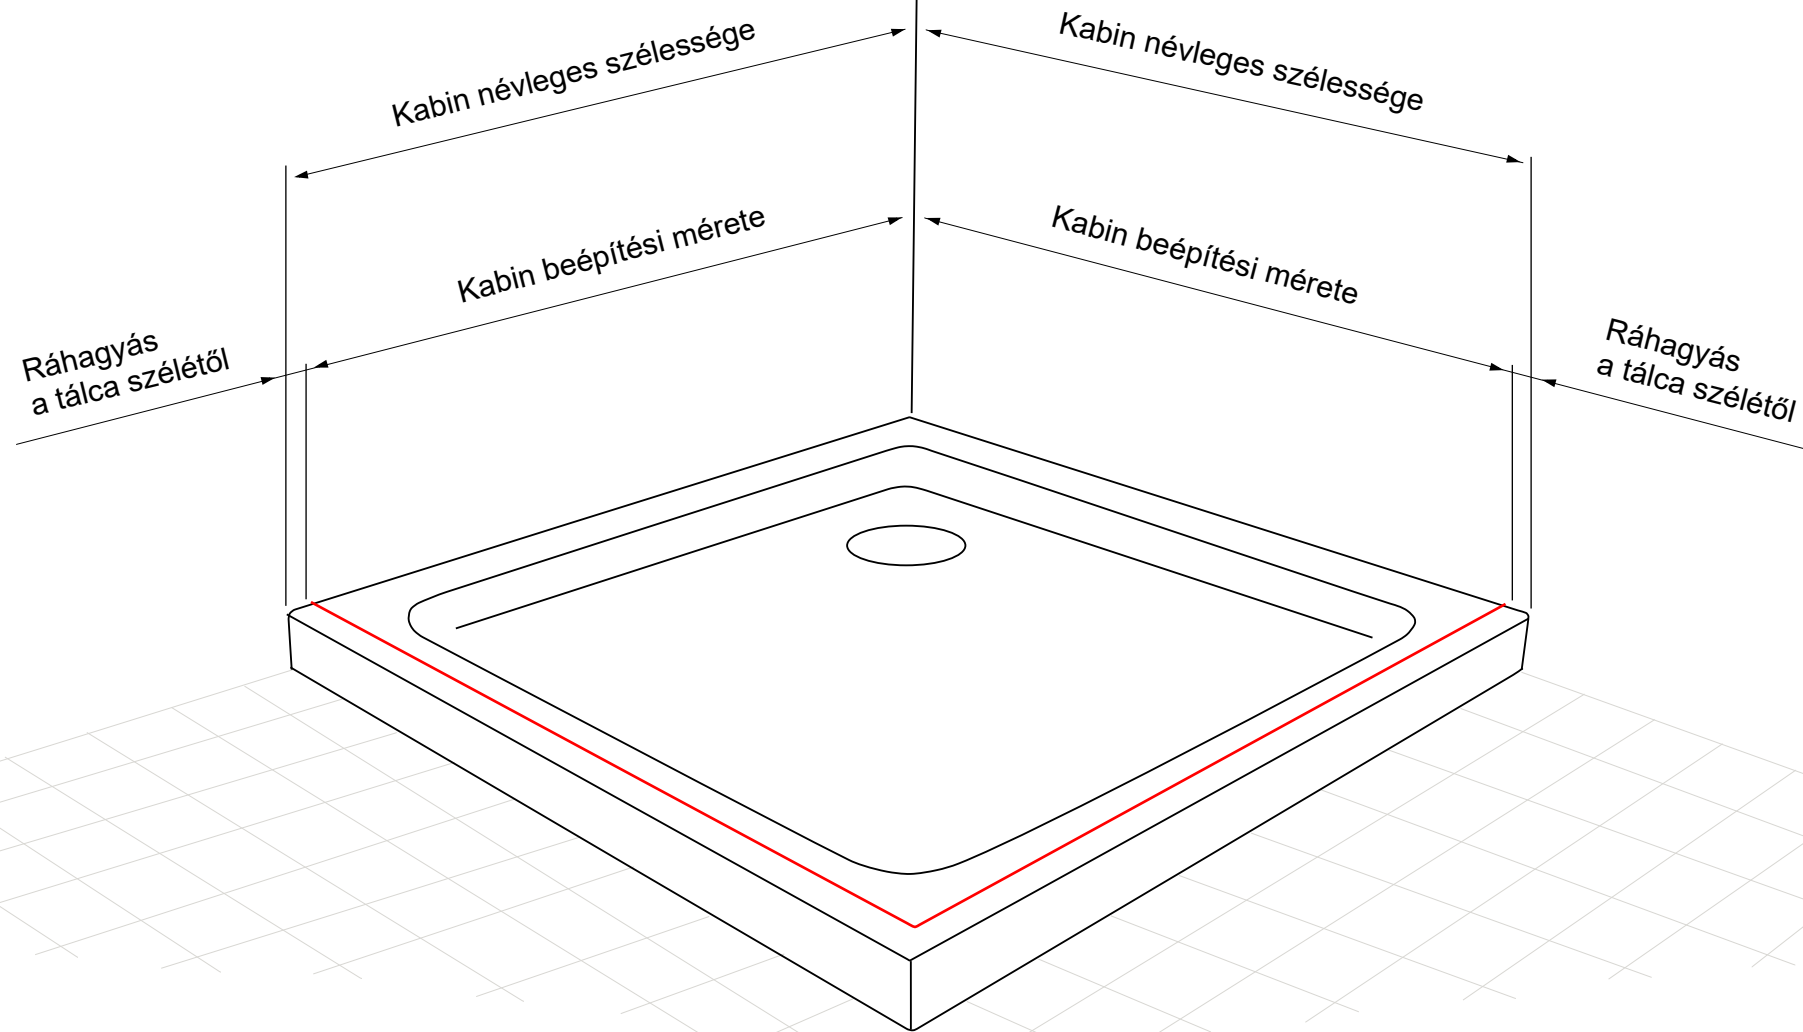 Kabin névleges szélessége
Kabin névleges szélessége
Kabin beépítési mérete
Kabin beépítési mérete
Ráhagyás
a tálca szélétől
Ráhagyás
a tálca szélétől